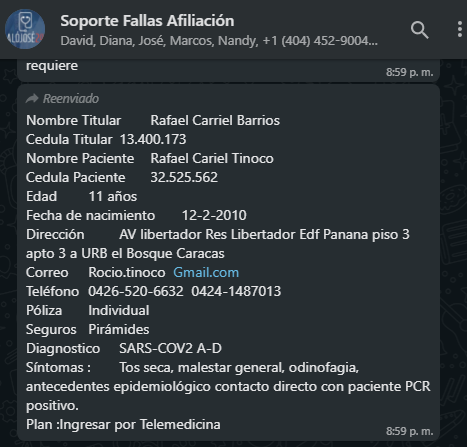 Soporte Fallas Afiliación
David, Diana, José, Marcos, Nandy, +1 (404) 452-9004...
requiere
8:59 p. m.
Reenviado
Nombre Titular Rafael Carriel Barrios
Cedula Titular 13.400.173
Nombre Paciente Rafael Cariel Tinoco
Cedula Paciente 32.525.562
Edad 11 años
Fecha de nacimiento 12-2-2010
Dirección AV libertador Res Libertador Edf Panana piso 3
apto 3 a URB el Bosque Caracas
Correo Rocio.tinoco Gmail.com
Teléfono 0426-520-6632 0424-1487013
Póliza Individual
Seguros Pirámides
Diagnostico SARS-COV2 A-D
Síntomas : Tos seca, malestar general, odinofagia,
antecedentes epidemiológico contacto directo con paciente PCR
positivo.
Plan :Ingresar por Telemedicina
8:59 p. m.